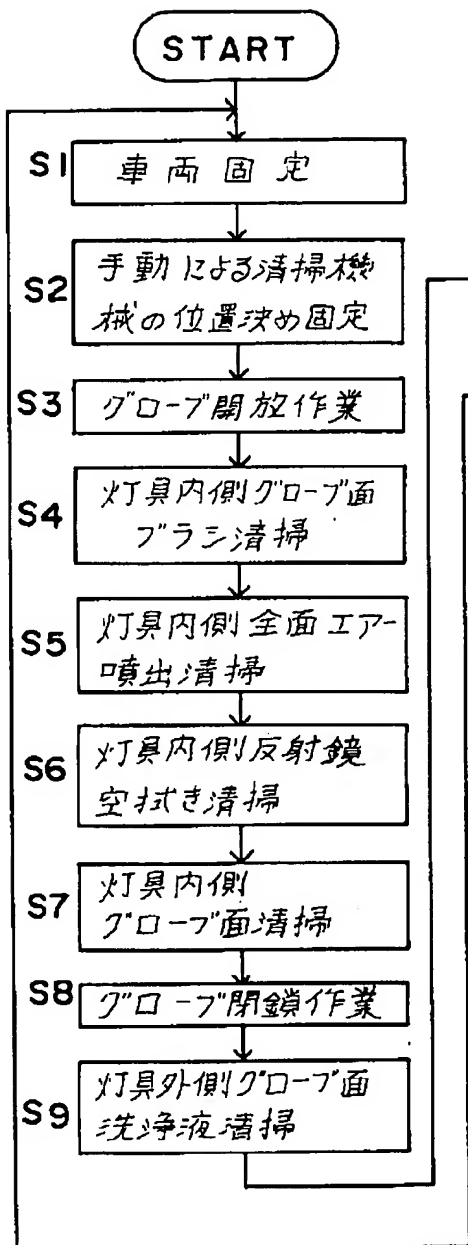 START
S1
車両固定
S2
手動による清掃機
械の位置決め固定
S3
グローブ開放作業
S4
灯具内側グローブ面
ブラシ清掃
S5
灯具内側全面エアー
噴出清掃
S6
灯具内側反射鏡
空拭き清掃
S7
灯具内側
グローブ面清掃
S8
グローブ閉鎖作業
S9
灯具外側グローブ面
洗浄液清掃